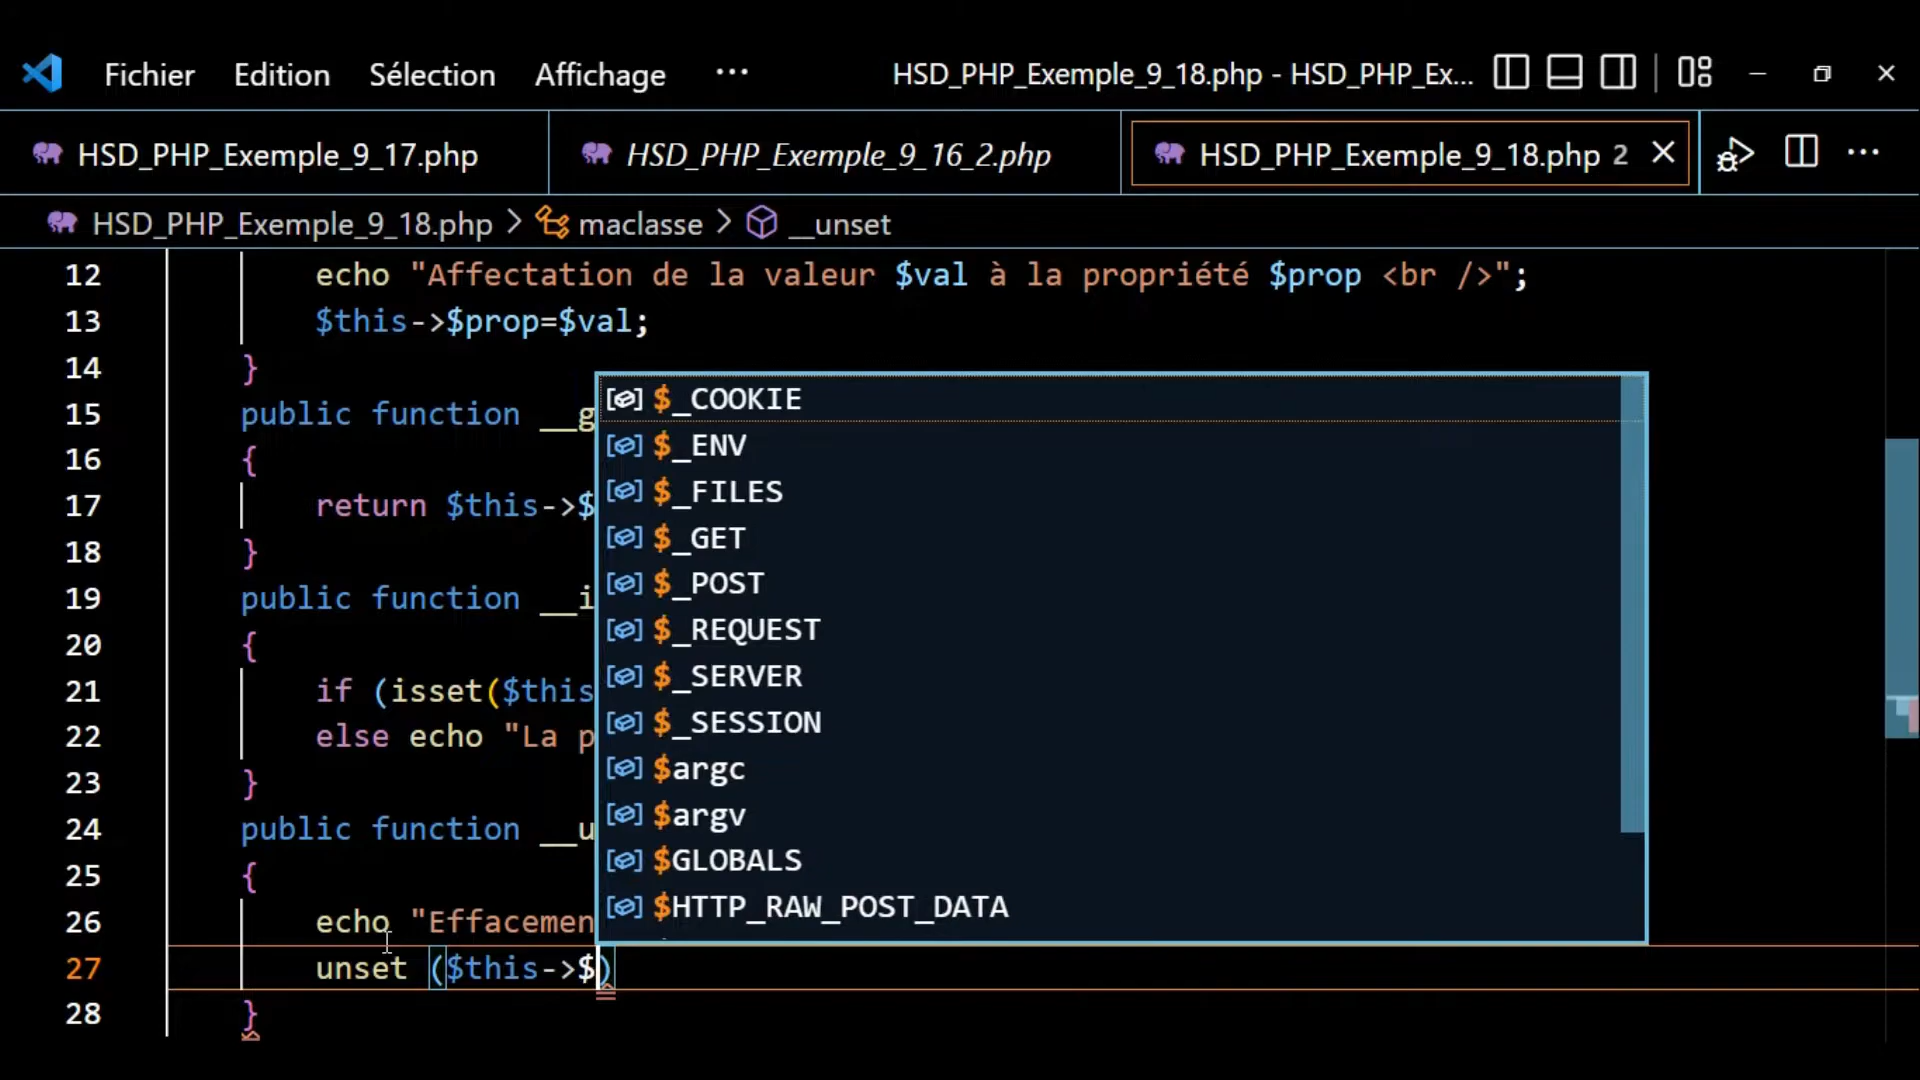 Fichier Edition Sélection Affichage ··· HSD_PHP_Exemple_9_18.php - HSD_PHP_Ex...
HSD_PHP_Exemple_9_17.php HSD_PHP_Exemple_9_16_2.php HSD_PHP_Exemple_9_18.php 2
HSD_PHP_Exemple_9_18.php > maclasse > __unset
12 echo "Affectation de la valeur $val à la propriété $prop <br />";
13 $this->$prop=$val;
14 }
15 public function __g
16 {
17 return $this->$
18 }
19 public function __i
20 {
21 if (isset($this
22 else echo "La p
23 }
24 public function __u
25 {
26 echo "Effacemen
27 unset ($this->$)
28 }
$_COOKIE
$_ENV
$_FILES
$_GET
$_POST
$_REQUEST
$_SERVER
$_SESSION
$argc
$argv
$GLOBALS
$HTTP_RAW_POST_DATA